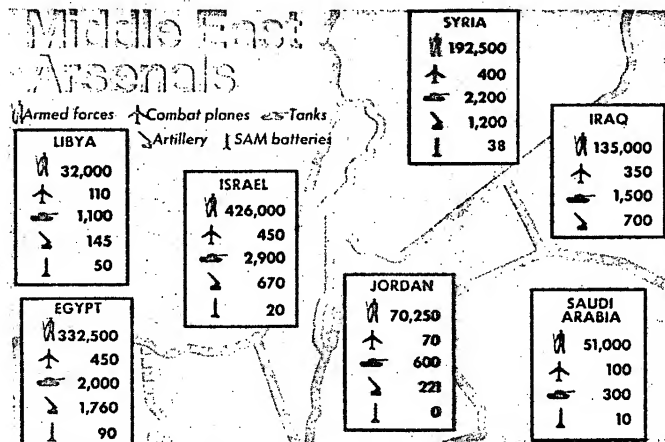 Middle East
Arsenals
Armed forces Combat planes Tanks
Artillery SAM batteries
LIBYA
32,000
110
1,100
145
50
EGYPT
332,500
450
2,000
1,760
90
ISRAEL
426,000
450
2,900
670
20
SYRIA
192,500
400
2,200
1,200
38
JORDAN
70,250
70
600
221
0
IRAQ
135,000
350
1,500
700
SAUDI
ARABIA
51,000
100
300
10